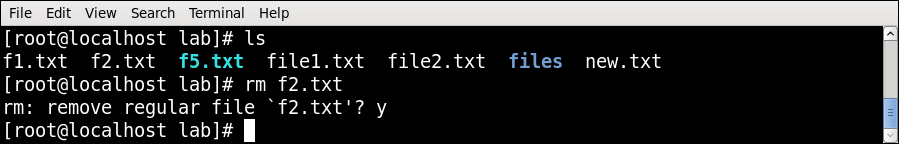 File Edit View Search Terminal Help
[root@localhost lab]# ls
f1.txt f2.txt f5.txt file1.txt file2.txt files new.txt
[root@localhost lab]# rm f2.txt
rm: remove regular file `f2.txt'? y
[root@localhost lab]#